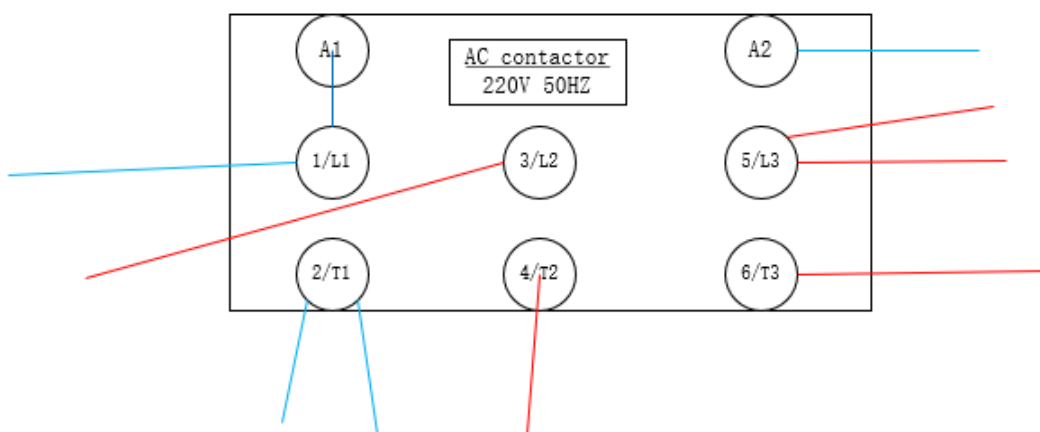 A1
AC contactor
220V 50HZ
A2
1/L1
3/L2
5/L3
2/T1
4/T2
6/T3